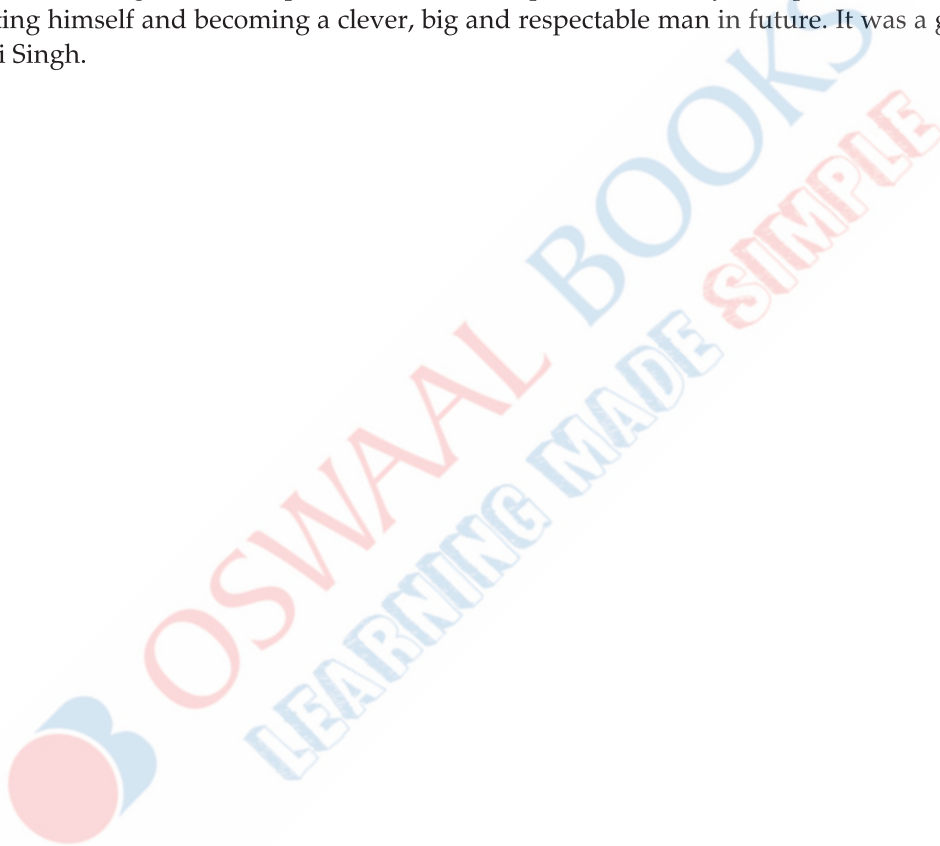 ting himself and becoming a clever, big and respectable man in future. It was a g
i Singh.
OSWAAL BOOKS
LEARNING MADE SIMPLE